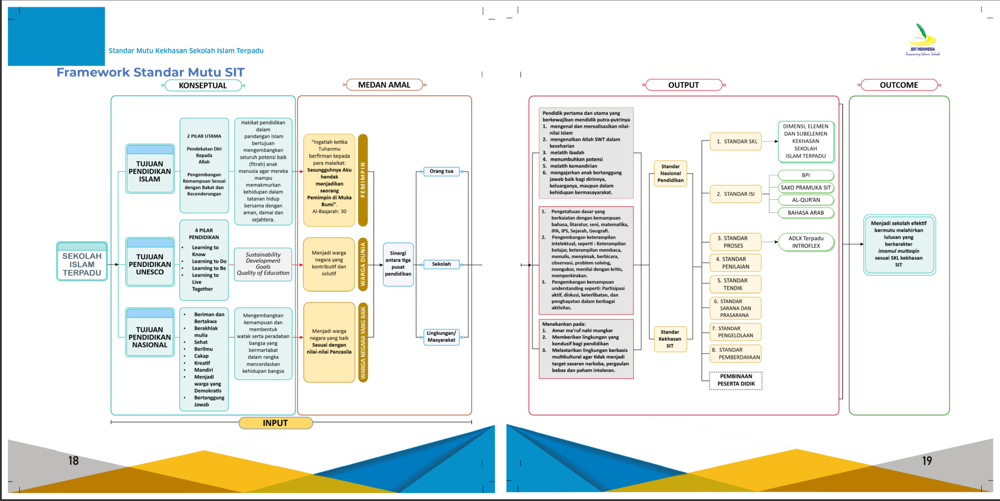 Standar Mutu Kekhasan Sekolah Islam Terpadu
Framework Standar Mutu SIT
KONSEPTUAL
MEDAN AMAL
SEKOLAH
ISLAM
TERPADU
TUJUAN
PENDIDIKAN
ISLAM
2 PILAR UTAMA
Pendekatan Diri
Kepada
Allah
Pengembangan
Kemampuan Sesuai
dengan Bakat dan
Kecenderungan
Hakikat pendidikan
dalam
pandangan Islam
bertujuan
mengembangkan
seluruh potensi baik
(fitrah) anak
manusia agar mereka
mampu
memakmurkan
kehidupan dalam
tatanan hidup
bersama dengan
aman, damai dan
sejahtera.
“Ingatlah ketika
Tuhanmu
berfirman kepada
para malaikat:
Sesungguhnya Aku
hendak
menjadikan
seorang
Pemimpin di Muka
Bumi".
Al-Baqarah: 30
PEMIMPIN
TUJUAN
PENDIDIKAN
UNESCO
4 PILAR
PENDIDIKAN
• Learning to
Know
• Learning to Do
• Learning to Be
• Learning to
Live
Together
Sustainability
Development
Goals
Quality of Education
Menjadi warga
negara yang
kontributif dan
solutif
WARGA DUNIA
TUJUAN
PENDIDIKAN
NASIONAL
• Beriman dan
Bertakwa
• Berakhlak
mulia
• Sehat
• Berilmu
• Cakap
• Kreatif
• Mandiri
• Menjadi
warga yang
Demokratis
• Bertanggung
Jawab
Mengembangkan
kemampuan dan
membentuk
watak serta peradaban
bangsa yang
bermartabat
dalam rangka
mencerdaskan
kehidupan bangsa
Menjadi warga
negara yang baik
Sesuai dengan
nilai-nilai Pancasila
WARGA NEGARA YANG BAIK
Sinergi
antara tiga
pusat
pendidikan
Orang tua
Sekolah
Lingkungan/
Masyarakat
INPUT
18
JSIT INDONESIA
Empowering Islamic Schools
OUTPUT
OUTCOME
Pendidik pertama dan utama yang
berkewajiban mendidik putra-putrinya
1. mengenal dan merealisasikan nilai-
nilai Islam
2. mengenalkan Allah SWT dalam
keseharian
3. melatih ibadah
4. menumbuhkan potensi
5. melatih kemandirian
6. mengajarkan anak bertanggung
jawab baik bagi dirinnya,
keluarganya, maupun dalam
kehidupan bermasayarakat.
1. Pengetahuan dasar yang
berkaiatan dengan kemampuan
bahasa, litaratur, seni, matematika,
IPA, IPS, Sejarah, Geografi.
2. Pengembangan keterampilan
intelektual, seperti : Keterampilan
belajar, keterampilan membaca,
menulis, menyimak, berbicara,
observasi, problem solving,
mengukur, menilai dengan kritis,
memperkirakan.
3. Pengembangan kemampuan
understanding seperti: Partisipasi
aktif, diskusi, keterlibatan, dan
penghayatan dalam berbagai
aktivitas.
Menekankan pada:
1. Amar ma'ruf nahi mungkar
2. Memberikan lingkungan yang
kondusif bagi pendidikan
3. Melestarikan lingkungan berbasis
multikultural agar tidak menjadi
target sasaran narkoba, pergaulan
bebas dan paham intoleran.
Standar
Nasional
Pendidikan
Standar
Kekhasan
SIT
1. STANDAR SKL
2. STANDAR ISI
3. STANDAR
PROSES
4. STANDAR
PENILAIAN
5. STANDAR
TENDIK
6. STANDAR
SARANA DAN
PRASARANA
7. STANDAR
PENGELOLAAN
8. STANDAR
PEMBERDAYAAN
PEMBINAAN
PESERTA DIDIK
DIMENSI, ELEMEN
DAN SUBELEMEN
KEKHASAN
SEKOLAH
ISLAM TERPADU
BPI
SAKO PRAMUKA SIT
AL-QUR’AN
BAHASA ARAB
ADLX Terpadu
INTROFLEX
Menjadi sekolah efektif
bermutu melahirkan
lulusan yang
berkarakter
imamul muttaqin
sesuai SKL kekhasan
SIT
19